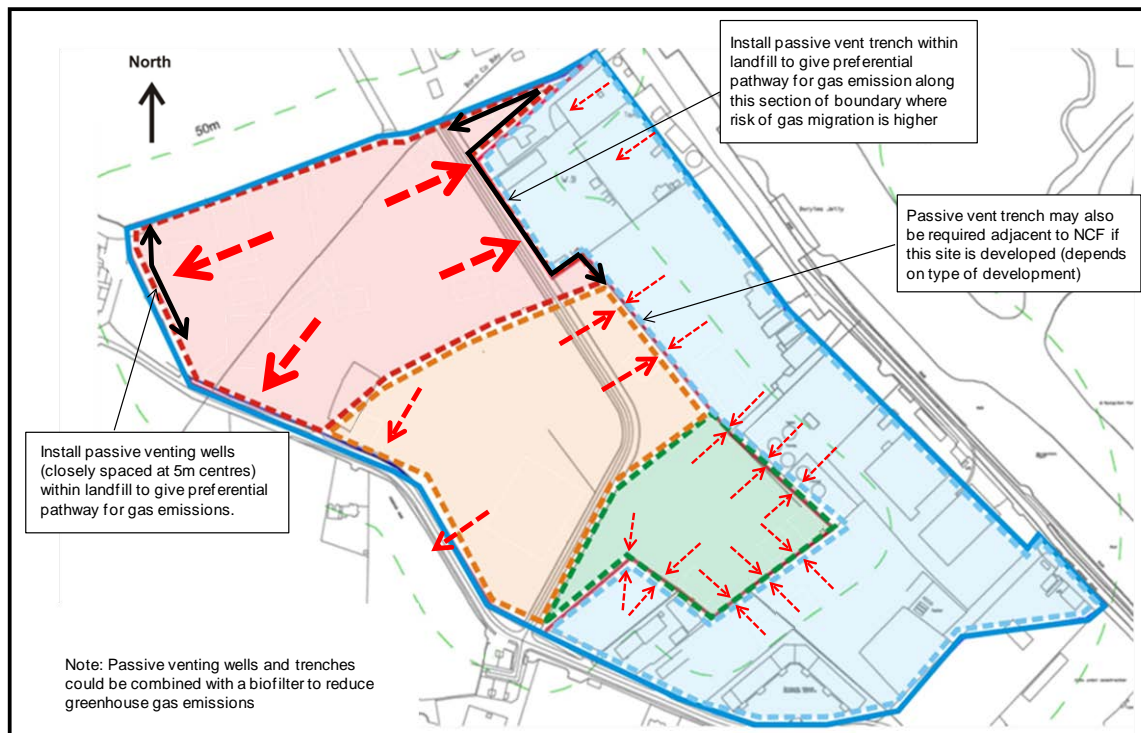 North
50m
Install passive vent trench within
landfill to give preferential
pathway for gas emission along
this section of boundary where
risk of gas migration is higher
Passive vent trench may also
be required adjacent to NCF if
this site is developed (depends
on type of development)
Install passive venting wells
(closely spaced at 5m centres)
within landfill to give preferential
pathway for gas emissions.
Note: Passive venting wells and trenches
could be combined with a biofilter to reduce
greenhouse gas emissions